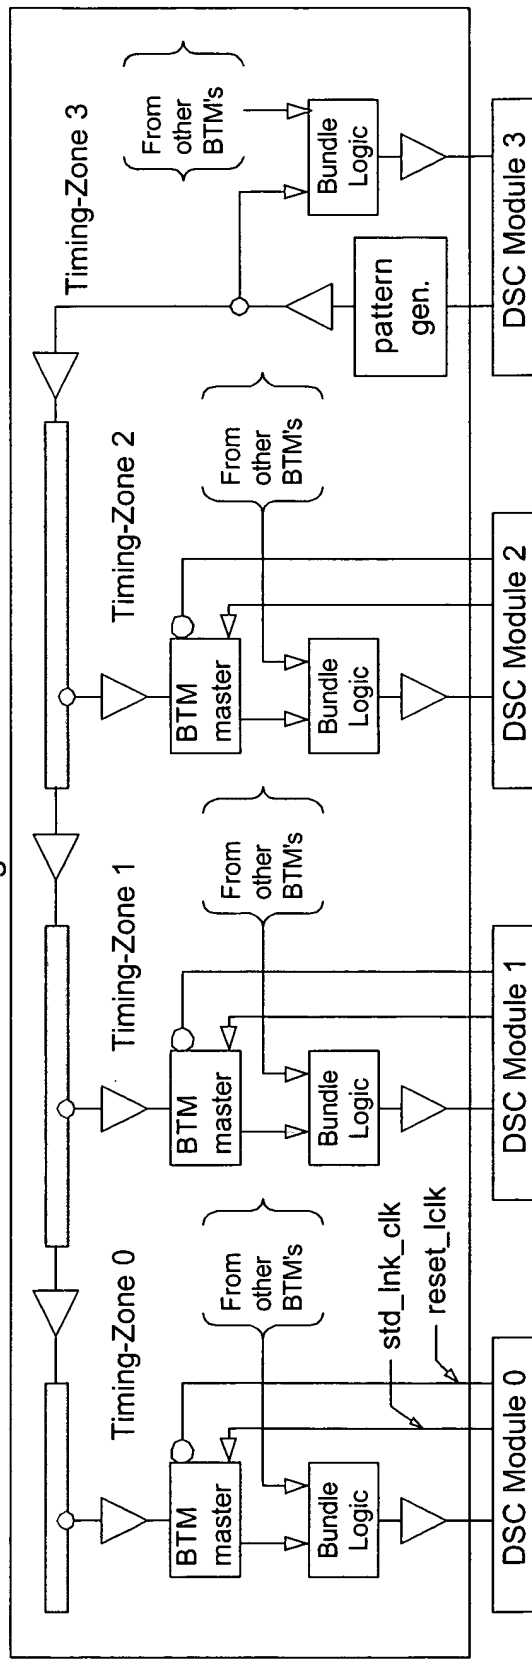 Timing-Zone 0
Timing-Zone 1
Timing-Zone 2
Timing-Zone 3
BTM
master
BTM
master
BTM
master
From
other
BTM's
From
other
BTM's
From
other
BTM's
From
other
BTM's
Bundle
Logic
Bundle
Logic
Bundle
Logic
pattern
gen.
Bundle
Logic
std_lnk_clk
reset_lclk
DSC Module 0
DSC Module 1
DSC Module 2
DSC Module 3